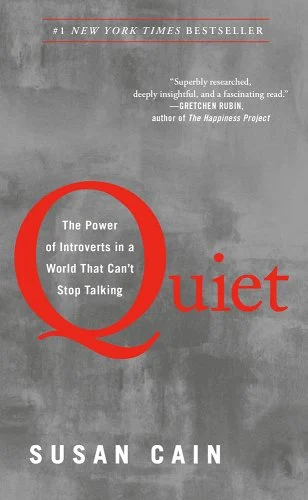 #1 NEW YORK TIMES BESTSELLER
"Superbly researched,
deeply insightful, and a fascinating read."
—GRETCHEN RUBIN,
author of The Happiness Project
The Power
of Introverts in a
World That Can't
Stop Talking
Quiet
SUSAN CAIN